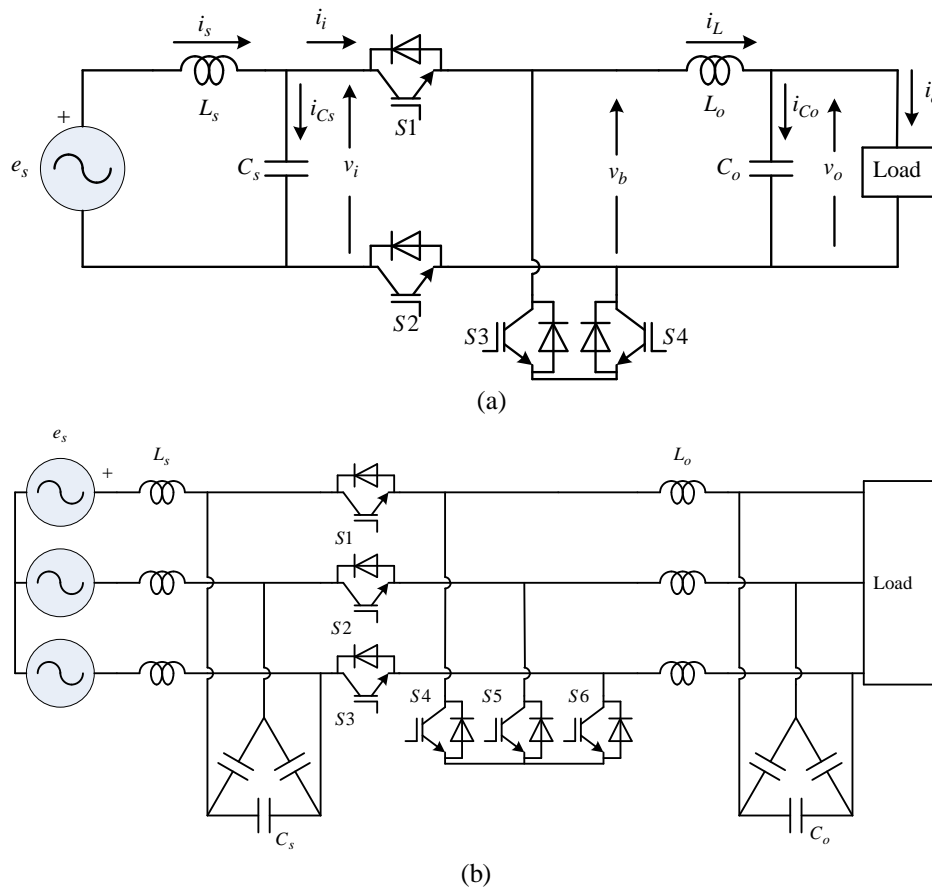 i_s i_i i_L
L_s i_Cs S1 L_o i_Co
+
e_s C_s v_i v_b C_o v_o Load
S2
S3 S4
(a)
e_s
+ L_s L_o
S1
S2 Load
S3 S4 S5 S6
C_s C_o
(b)